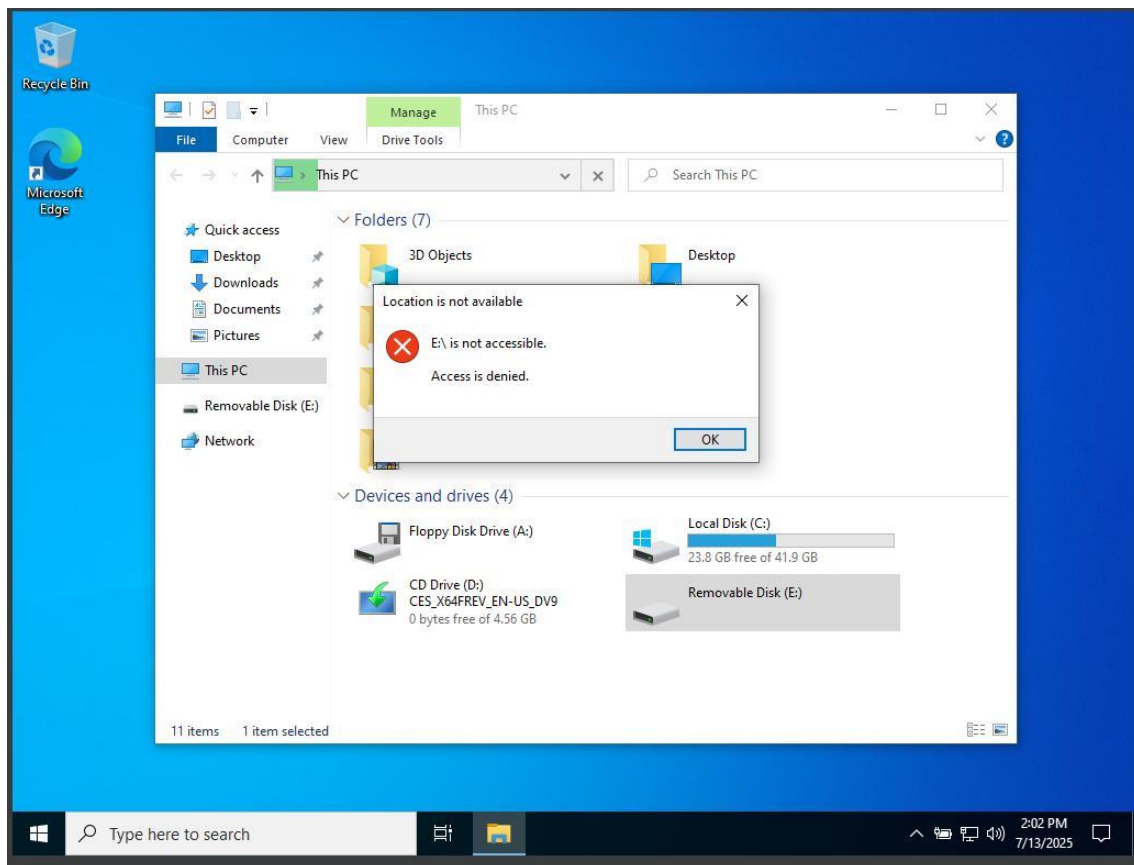 Recycle Bin
Microsoft
Edge
Manage
This PC
File
Computer
View
Drive Tools
This PC
Search This PC
Quick access
Desktop
Downloads
Documents
Pictures
This PC
Removable Disk (E:)
Network
Folders (7)
3D Objects
Desktop
Location is not available
E:\ is not accessible.
Access is denied.
OK
Devices and drives (4)
Floppy Disk Drive (A:)
Local Disk (C:)
23.8 GB free of 41.9 GB
CD Drive (D:)
CES_X64FREV_EN-US_DV9
0 bytes free of 4.56 GB
Removable Disk (E:)
11 items
1 item selected
Type here to search
2:02 PM
7/13/2025